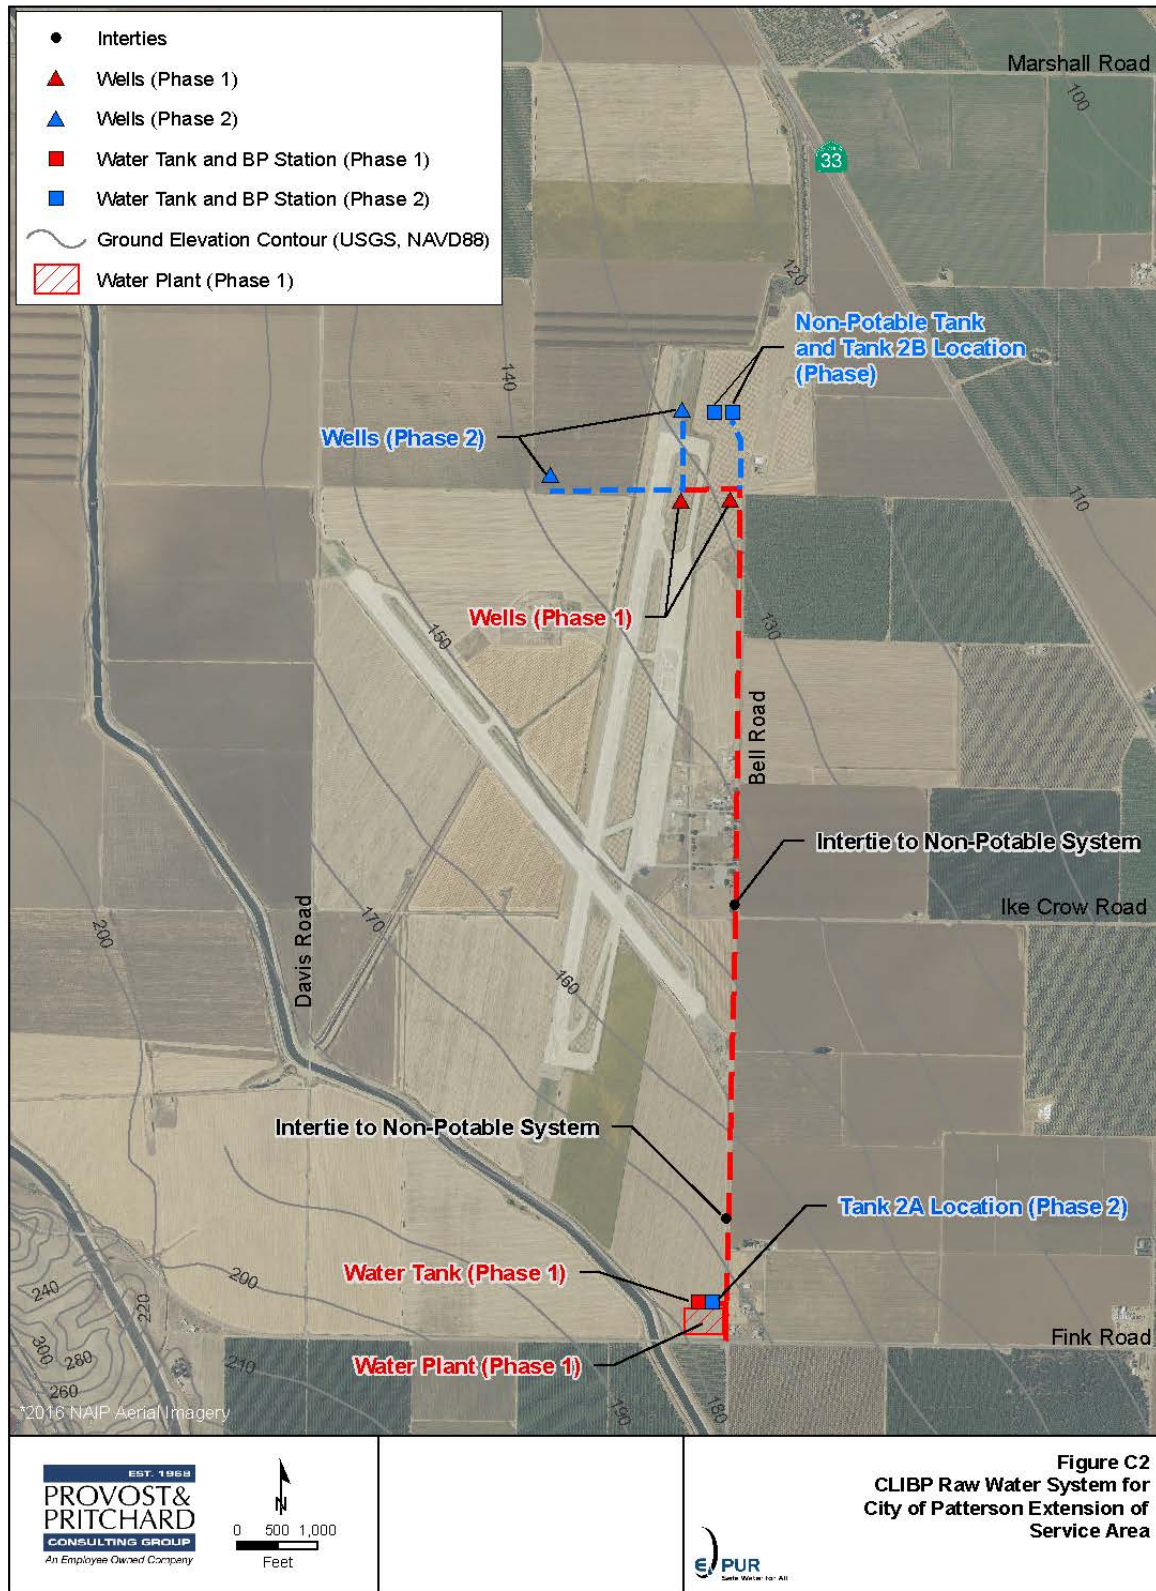 Interties
Wells (Phase 1)
Wells (Phase 2)
Water Tank and BP Station (Phase 1)
Water Tank and BP Station (Phase 2)
Ground Elevation Contour (USGS, NAVD88)
Water Plant (Phase 1)
Marshall Road
100
33
120
Non-Potable Tank
and Tank 2B Location
(Phase)
140
Wells (Phase 2)
110
Wells (Phase 1)
130
150
Bell Road
Intertie to Non-Potable System
Ike Crow Road
200
170
Davis Road
160
Intertie to Non-Potable System
Tank 2A Location (Phase 2)
Water Tank (Phase 1)
200
240
220
Fink Road
300
280
210
Water Plant (Phase 1)
260
190
180
*2016 NAIP Aerial Imagery
EST. 1968
PROVOST&
PRITCHARD
CONSULTING GROUP
An Employee Owned Company
N
0 500 1,000
Feet
PUR
Safe Water for All
Figure C2
CLIBP Raw Water System for
City of Patterson Extension of
Service Area